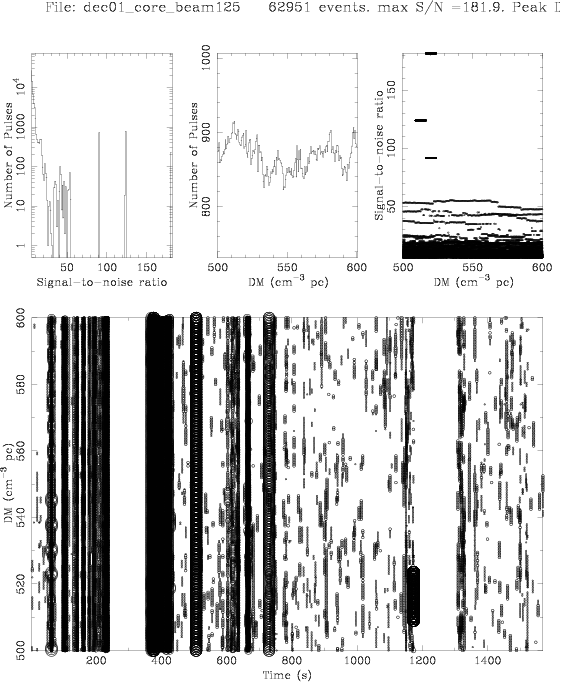 File: dec01_core_beam125 62951 events. max S/N =181.9. Peak D
Number of Pulses
1 10 100 1000 10⁴
50 100 150
Signal-to-noise ratio
Number of Pulses
800 900 1000
500 550 600
DM (cm⁻³ pc)
Signal-to-noise ratio
50 100 150
500 550 600
DM (cm⁻³ pc)
DM (cm⁻³ pc)
500 520 540 560 580 600
200 400 600 800 1000 1200 1400
Time (s)